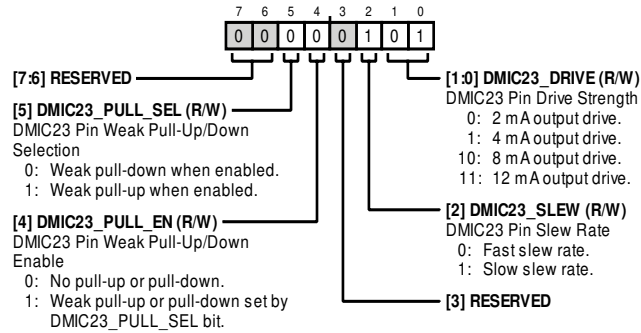 7 6 5 4 3 2 1 0
0 0 0 0 0 1 0 1
[7:6] RESERVED
[5] DMIC23_PULL_SEL (R/W)
DMIC23 Pin Weak Pull-Up/Down
Selection
0: Weak pull-down when enabled.
1: Weak pull-up when enabled.
[4] DMIC23_PULL_EN (R/W)
DMIC23 Pin Weak Pull-Up/Down
Enable
0: No pull-up or pull-down.
1: Weak pull-up or pull-down set by
DMIC23_PULL_SEL bit.
[1:0] DMIC23_DRIVE (R/W)
DMIC23 Pin Drive Strength
0: 2 mA output drive.
1: 4 mA output drive.
10: 8 mA output drive.
11: 12 mA output drive.
[2] DMIC23_SLEW (R/W)
DMIC23 Pin Slew Rate
0: Fast slew rate.
1: Slow slew rate.
[3] RESERVED